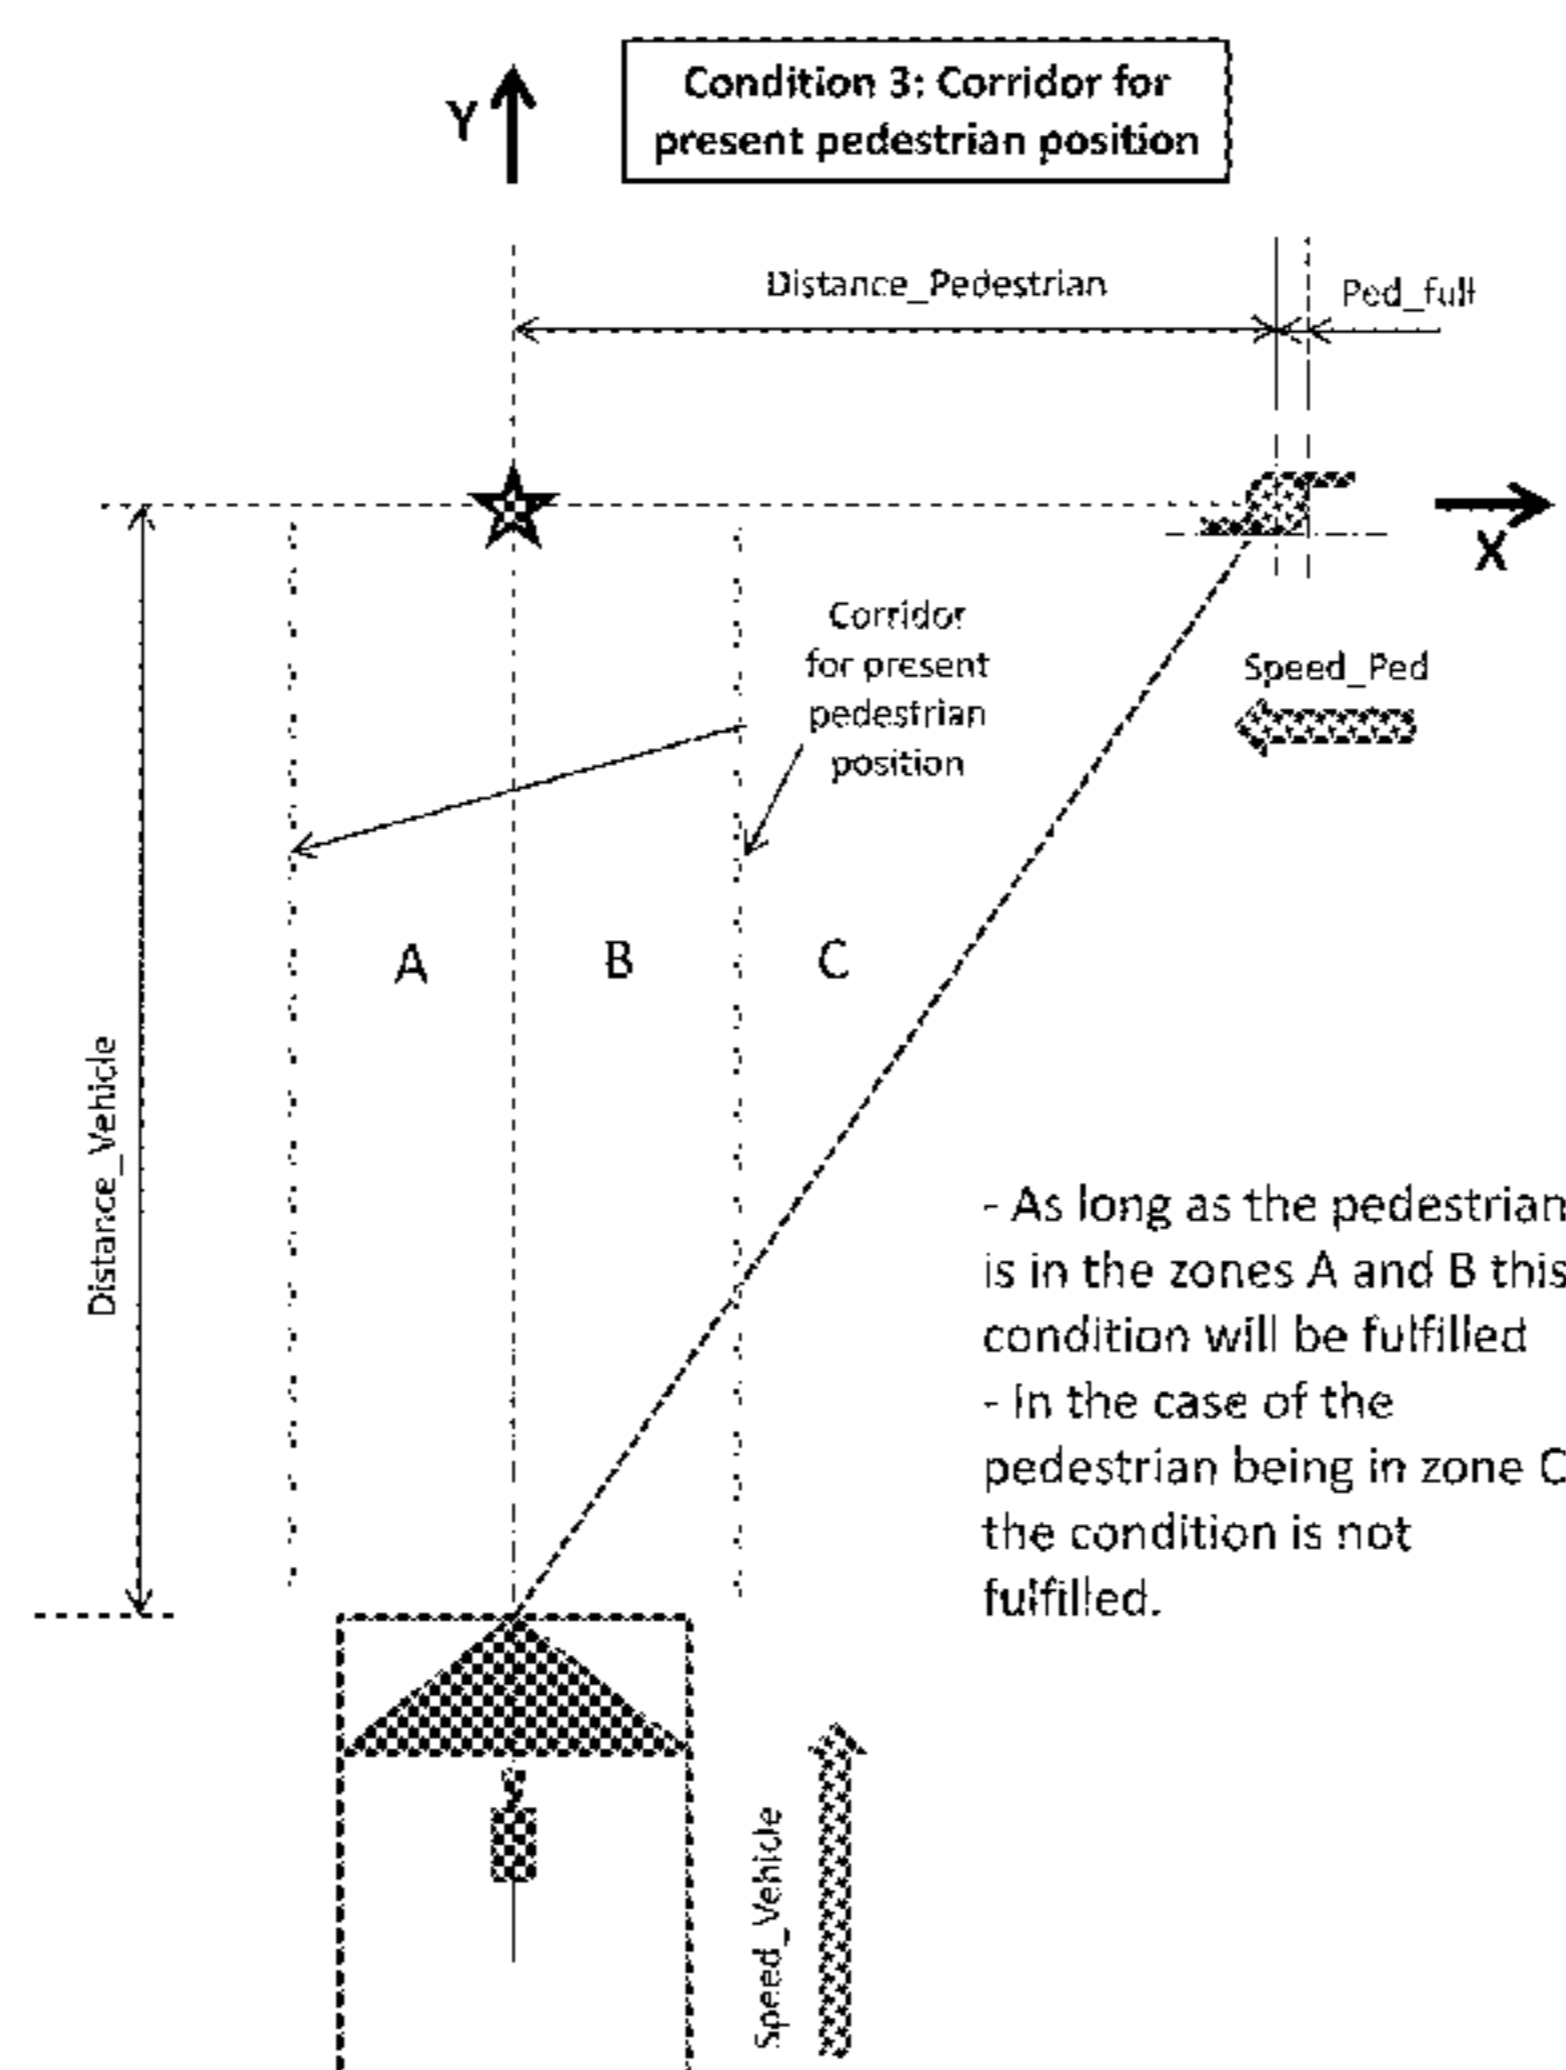 Condition 3: Corridor for
present pedestrian position
Y
Distance_Pedestrian
Ped_full
X
Corridor
for present
pedestrian
position
Speed_Ped
A
B
C
Distance_Vehicle
- As long as the pedestrian
is in the zones A and B this
condition will be fulfilled
- In the case of the
pedestrian being in zone C
the condition is not
fulfilled.
Speed_Vehicle